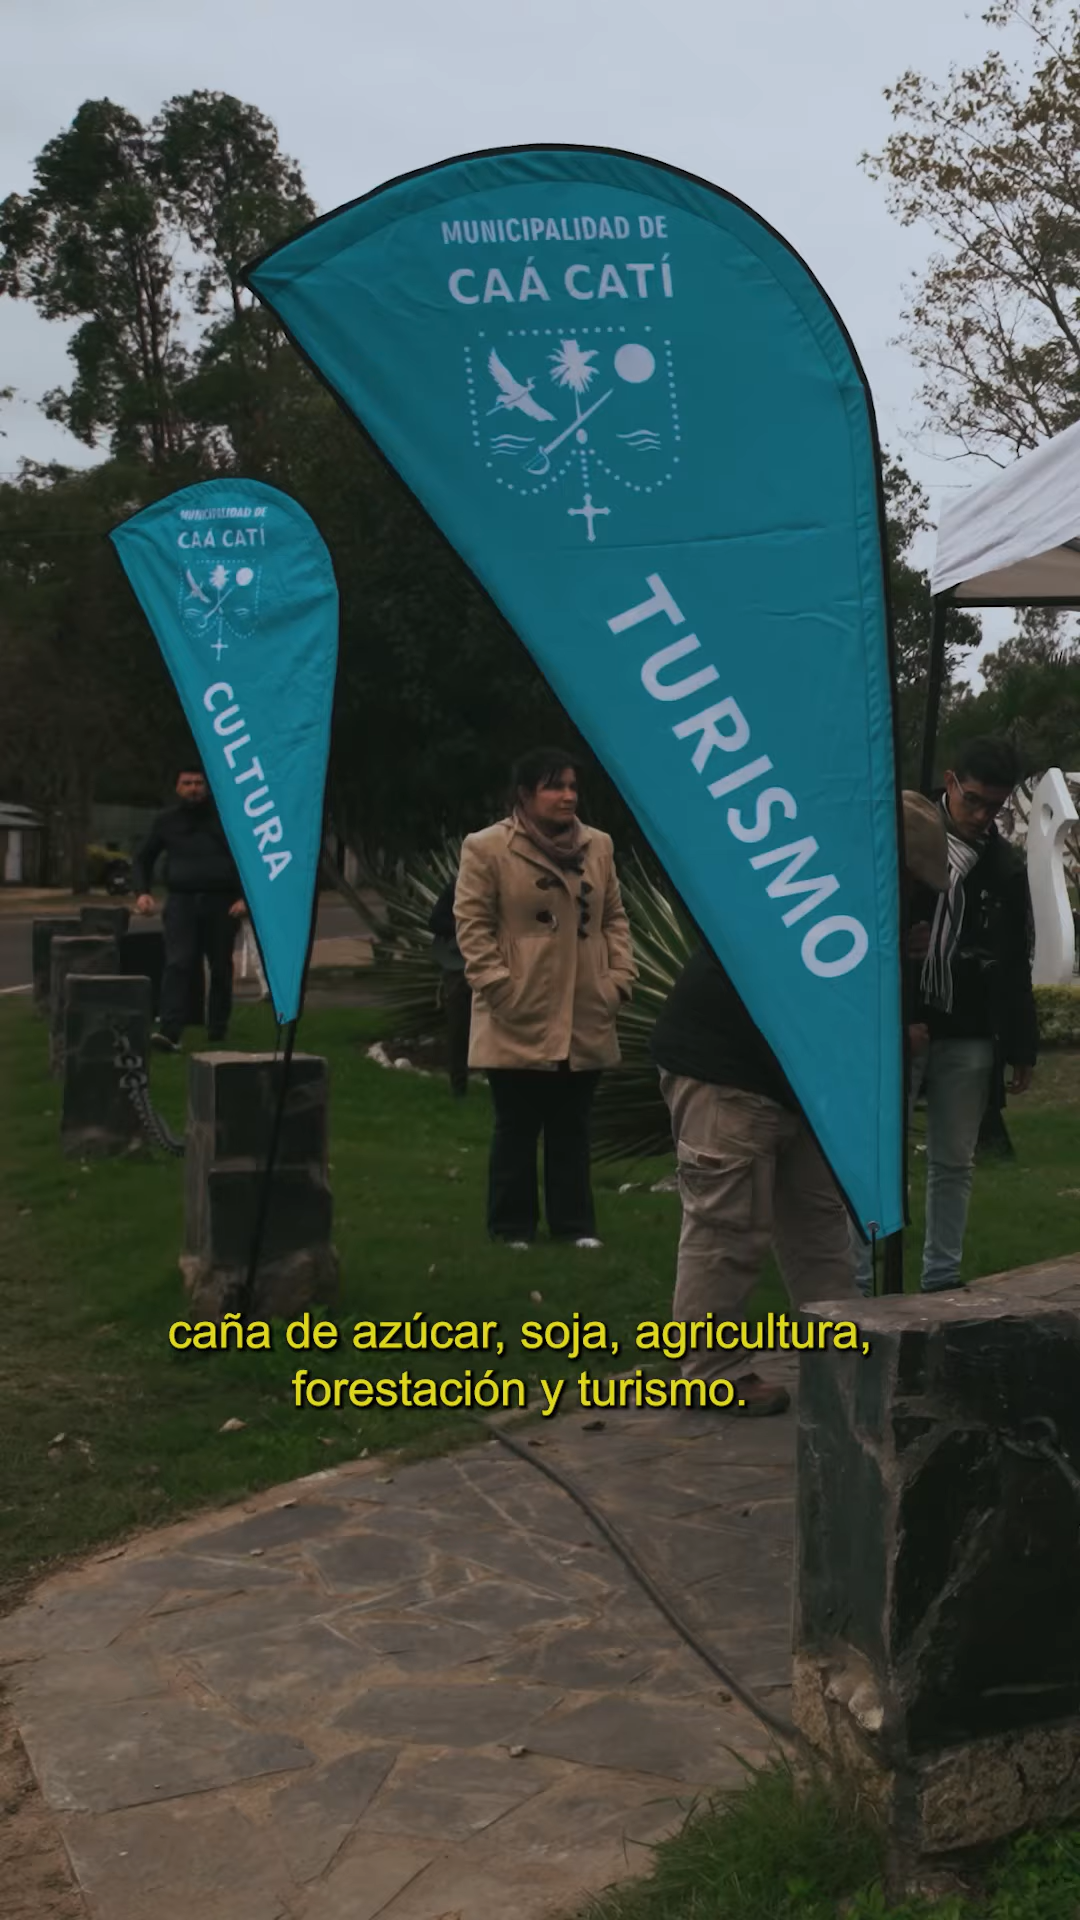 MUNICIPALIDAD DE
CAÁ CATÍ
TURISMO
MUNICIPALIDAD DE
CAÁ CATÍ
CULTURA
caña de azúcar, soja, agricultura,
forestación y turismo.